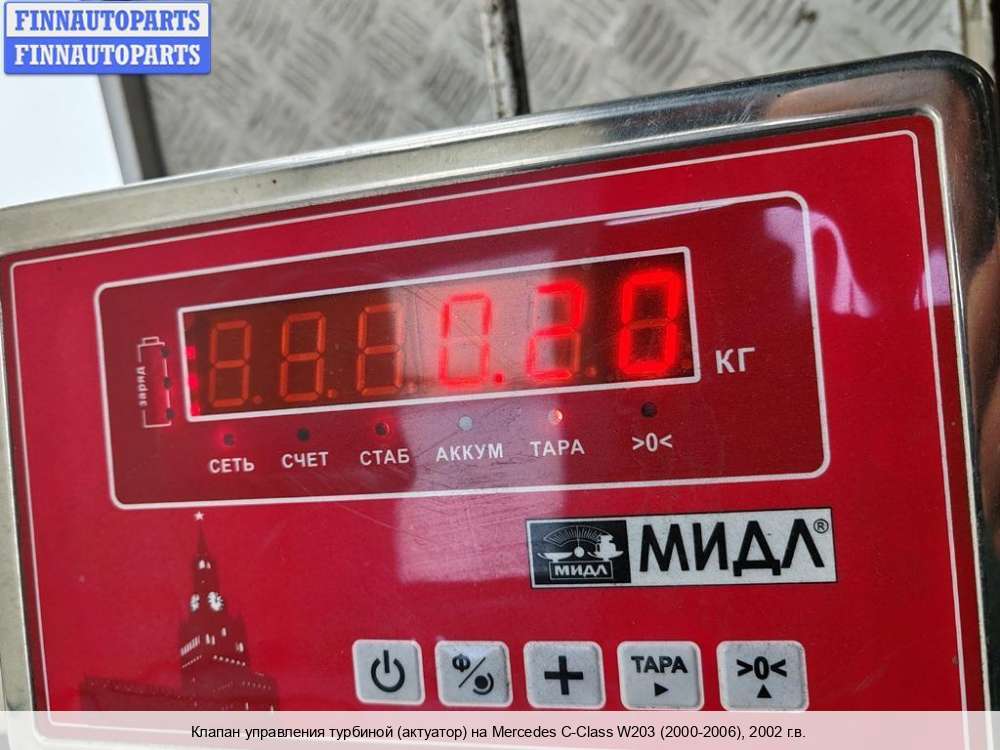 FINNAUTOPARTS
FINNAUTOPARTS
заряд
0.20
КГ
СЕТЬ СЧЕТ СТАБ АККУМ ТАРА >0<
МИДЛ
МИДЛ®
Ф/
+
ТАРА
>0<
Клапан управления турбиной (актуатор) на Mercedes C-Class W203 (2000-2006), 2002 г.в.